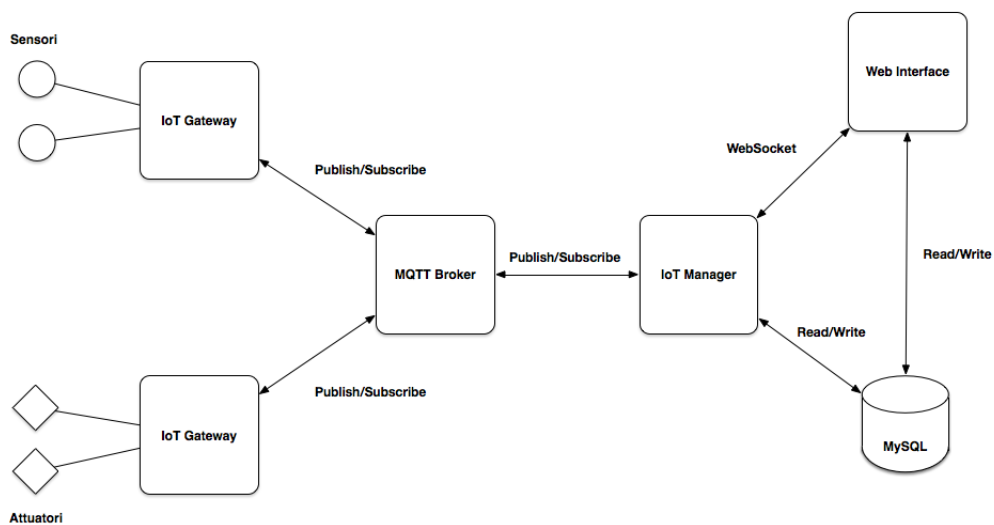 Sensori
IoT Gateway
Publish/Subscribe
MQTT Broker
Publish/Subscribe
IoT Manager
WebSocket
Web Interface
Read/Write
Read/Write
MySQL
Publish/Subscribe
IoT Gateway
Attuatori